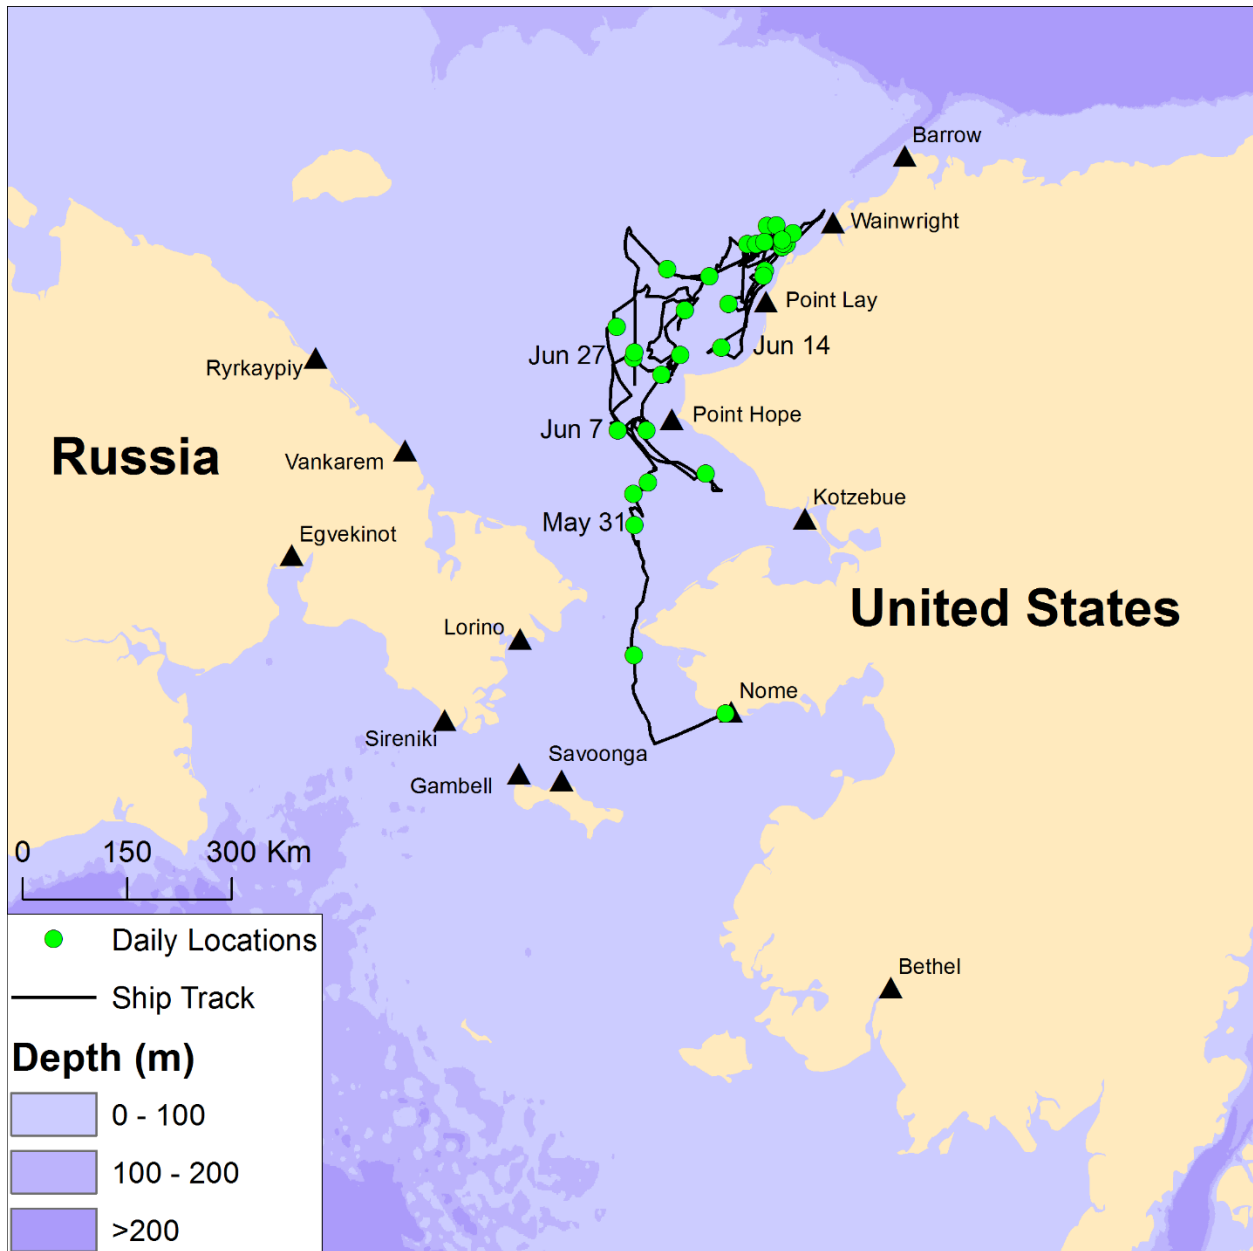 Barrow
Wainwright
Point Lay
Jun 14
Jun 27
Ryrkaypiy
Point Hope
Jun 7
Russia
Vankarem
Kotzebue
May 31
Egvekinot
United States
Lorino
Nome
Sireniki
Savoonga
Gambell
0 150 300 Km
Daily Locations
Ship Track
Bethel
Depth (m)
0 - 100
100 - 200
>200